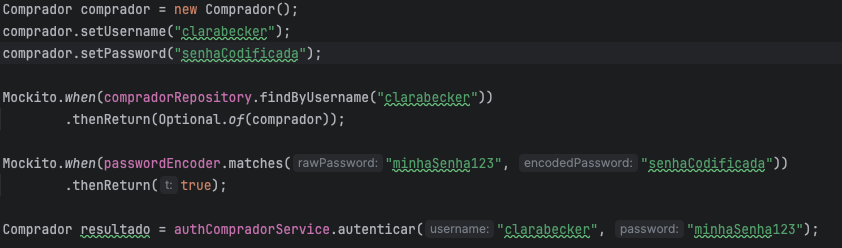 Comprador comprador = new Comprador();
comprador.setUsername("clarabecker");
comprador.setPassword("senhaCodificada");
Mockito.when(compradorRepository.findByUsername("clarabecker"))
.thenReturn(Optional.of(comprador));
Mockito.when(passwordEncoder.matches( rawPassword: "minhaSenha123", encodedPassword: "senhaCodificada"))
.thenReturn( t: true);
Comprador resultado = authCompradorService.autenticar( username: "clarabecker", password: "minhaSenha123");